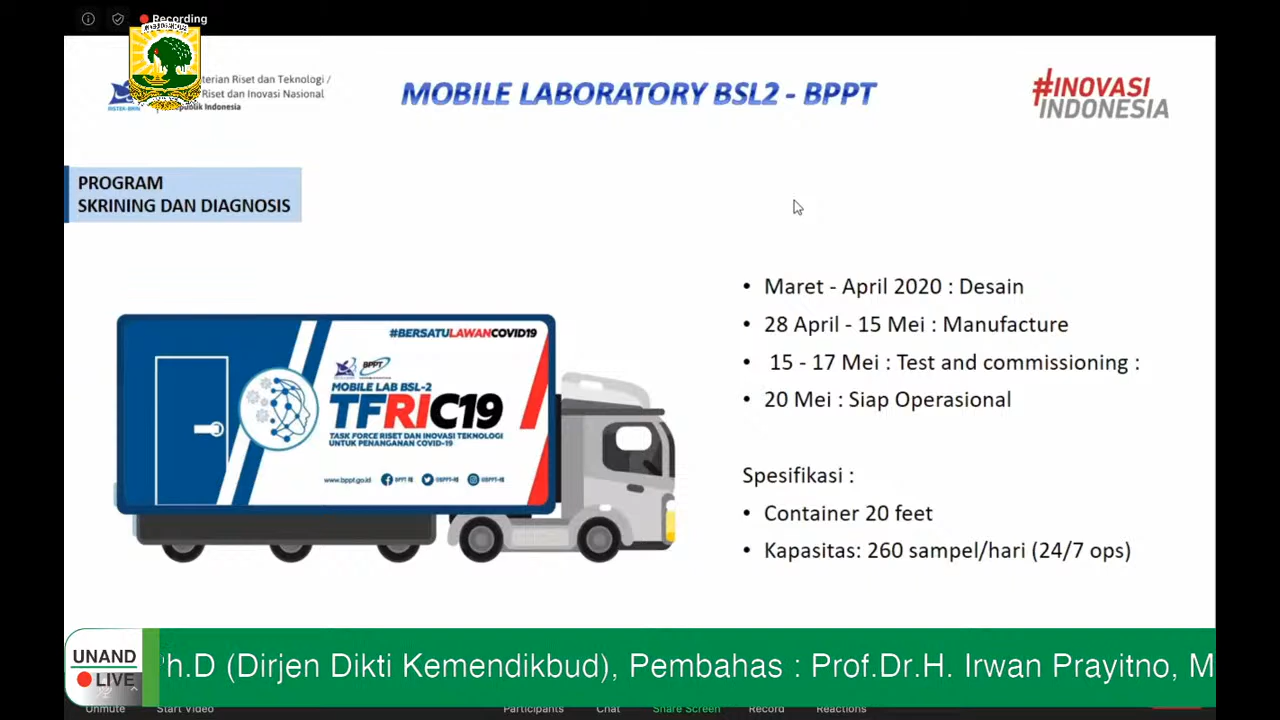 Recording
terian Riset dan Teknologi /
Riset dan Inovasi Nasional
publik Indonesia
MOBILE LABORATORY BSL2 - BPPT
#INOVASI
INDONESIA
PROGRAM
SKRINING DAN DIAGNOSIS
• Maret - April 2020 : Desain
• 28 April - 15 Mei : Manufacture
• 15 - 17 Mei : Test and commissioning :
• 20 Mei : Siap Operasional
#BERSATULAWANCOVID19
BPPT
MOBILE LAB BSL-2
TFRIC19
TASK FORCE RISET DAN INOVASI TEKNOLOGI
UNTUK PENANGANAN COVID-19
www.bppt.go.id
Spesifikasi :
• Container 20 feet
• Kapasitas: 260 sampel/hari (24/7 ops)
UNAND
LIVE
Ph.D (Dirjen Dikti Kemendikbud), Pembahas : Prof.Dr.H. Irwan Prayitno, M
Unmute Start Video Participants Chat Share Screen Record Reactions